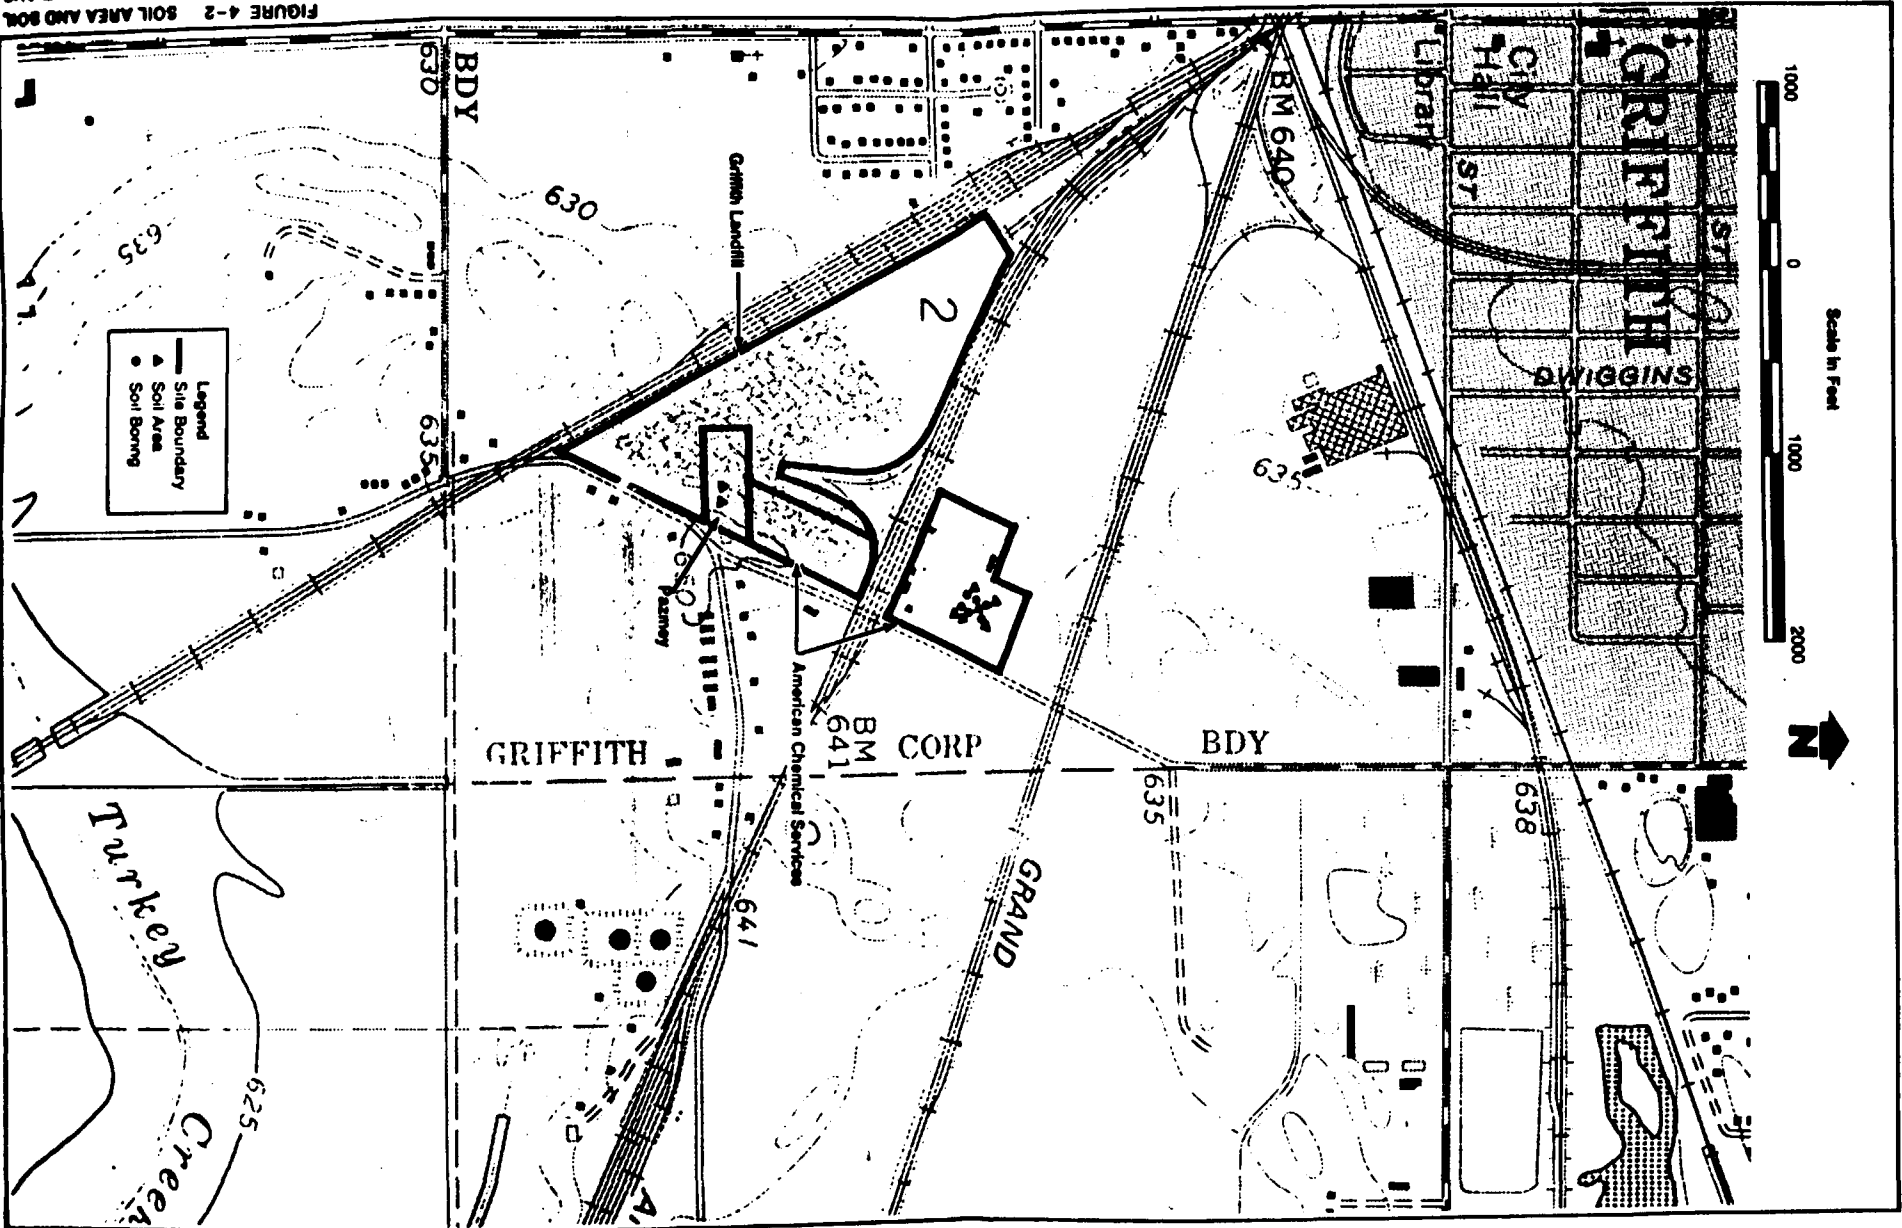 FIGURE 4-2 SOIL AREA AND SOIL
Scale in Feet
1000 0 1000 2000
N
GRIFFITH
City
Hall
Library
ST
ST
DWIGGINS
BM 640
BDY
630
630
635
635
635
635
638
2
Griffith Landfill
Pazmey
American Chemical Services
BM
641
GRIFFITH CORP BDY
GRAND
641
650
625
Turkey Creek
Legend
Site Boundary
Soil Area
Soil Boring